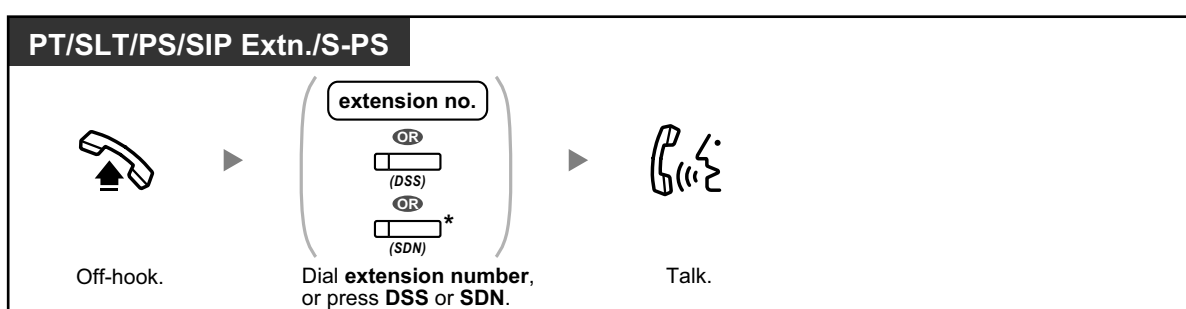 PT/SLT/PS/SIP Extn./S-PS
extension no.
OR
(DSS)
OR
*
(SDN)
Off-hook.
Dial extension number,
or press DSS or SDN.
Talk.